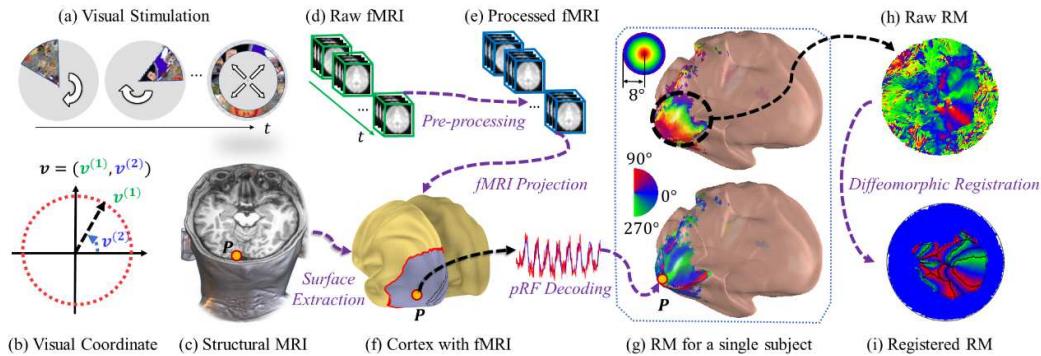 (a) Visual Stimulation
...
t
v = (v(1), v(2))
v(1)
v(2)
(b) Visual Coordinate
P
(c) Structural MRI
(d) Raw fMRI
...
t
Pre-processing
(e) Processed fMRI
...
fMRI Projection
Surface
Extraction
P
(f) Cortex with fMRI
pRF Decoding
8°
90°
0°
270°
P
(g) RM for a single subject
(h) Raw RM
Diffeomorphic Registration
(i) Registered RM